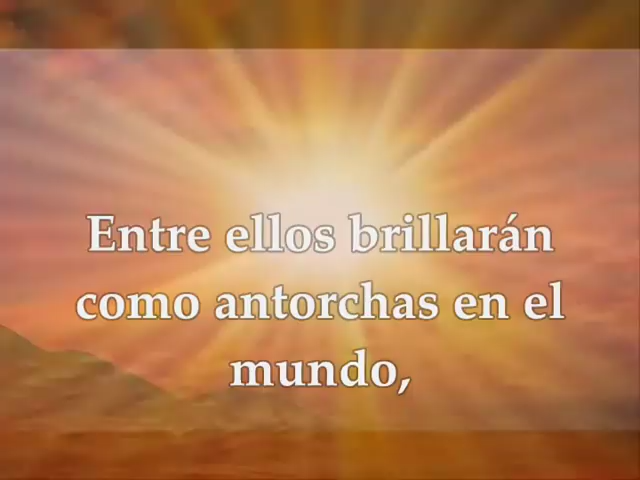 Entre ellos brillarán
como antorchas en el
mundo,